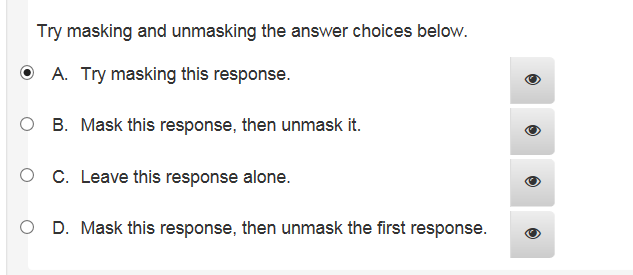 Try masking and unmasking the answer choices below.
A. Try masking this response.
B. Mask this response, then unmask it.
C. Leave this response alone.
D. Mask this response, then unmask the first response.